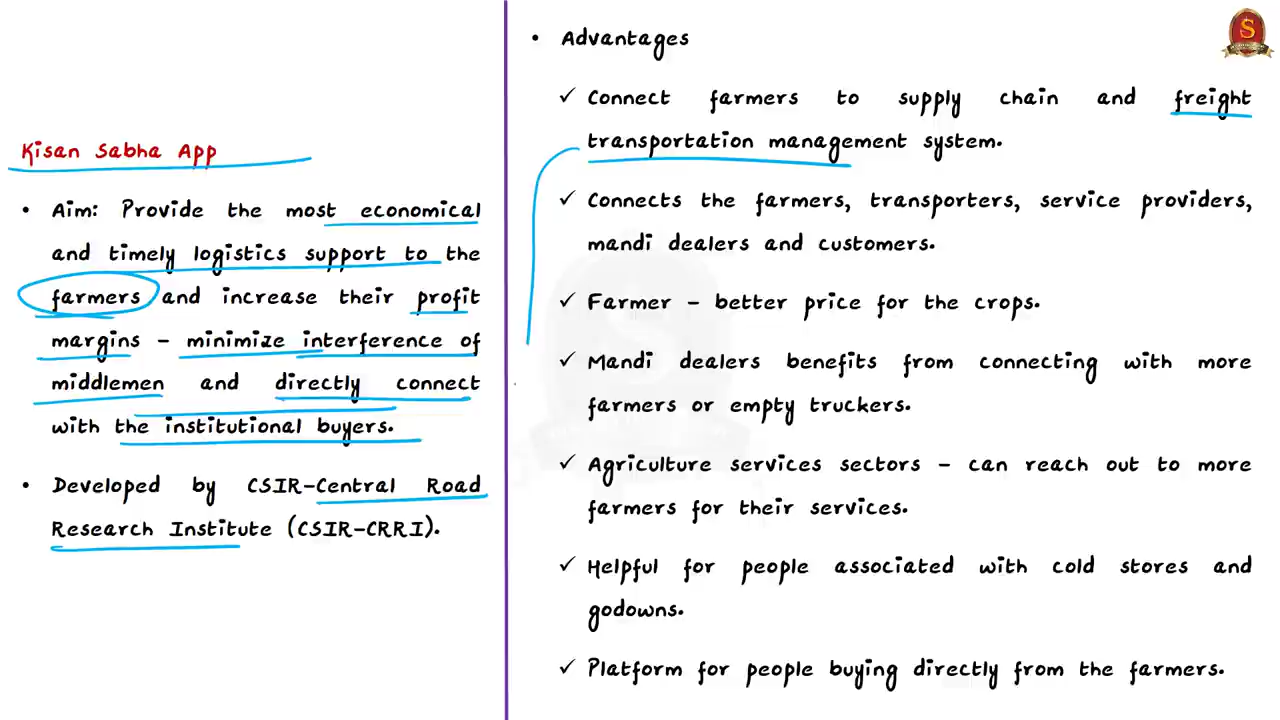 Kisan Sabha App
• Aim: Provide the most economical
and timely logistics support to the
farmers and increase their profit
margins – minimize interference of
middlemen and directly connect
with the institutional buyers.
• Developed by CSIR-Central Road
Research Institute (CSIR-CRRI).
• Advantages
✓ Connect farmers to supply chain and freight
transportation management system.
✓ Connects the farmers, transporters, service providers,
mandi dealers and customers.
✓ Farmer – better price for the crops.
✓ Mandi dealers benefits from connecting with more
farmers or empty truckers.
✓ Agriculture services sectors – can reach out to more
farmers for their services.
✓ Helpful for people associated with cold stores and
godowns.
✓ Platform for people buying directly from the farmers.
S